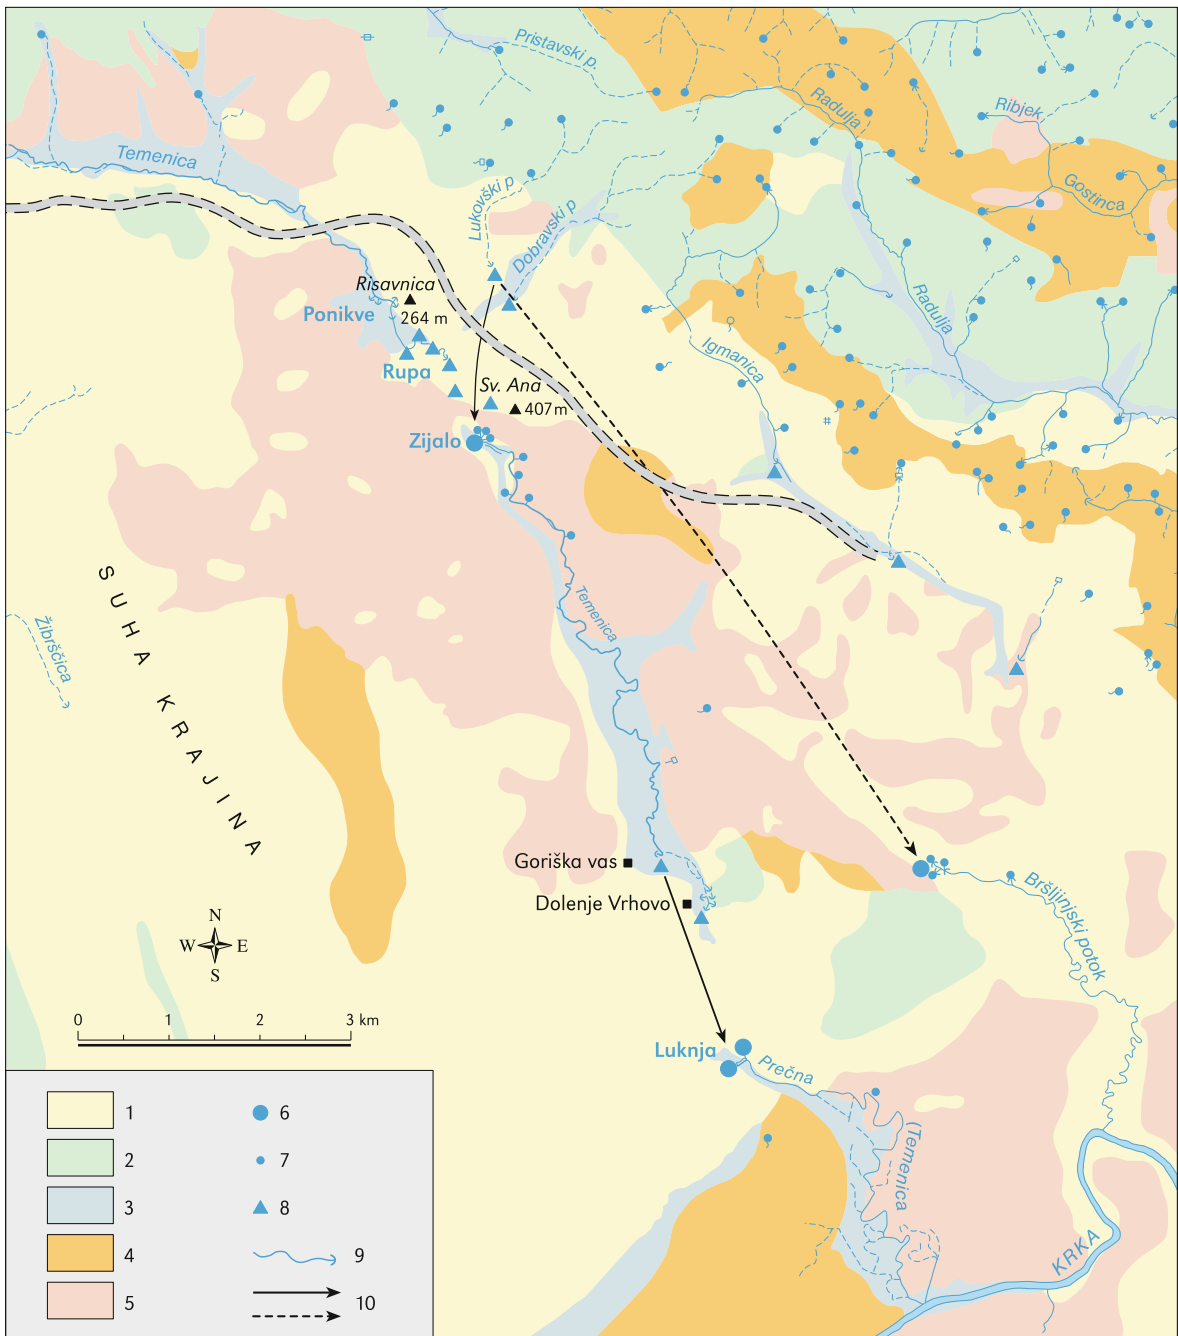 Pristavski p.
Radulja
Ribjek
Temenica
Gostinca
Lukovški p
Dobravski p
Risavnica
264 m
Ponikve
Radulja
Rupa
Igmanica
Sv. Ana
407m
Zijalo
SUHA KRAJINA
Temenica
Žibrščica
Goriška vas
Dolenje Vrhovo
Bršljinjski potok
N
W E
S
0 1 2 3 km
Luknja
Prečna
(Temenica
KRKA
1 6
2 7
3 8
4 9
5 10